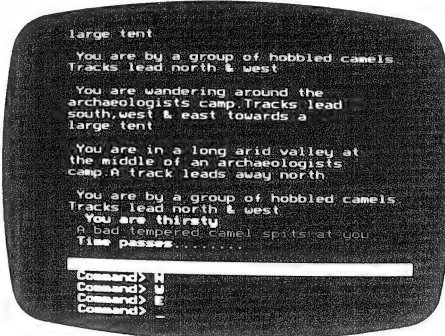 large tent
You are by a group of hobbled camels
Tracks lead north & west
You are wandering around the
archaeologists camp.Tracks lead
south,west & east towards a
large tent
You are in a long arid valley at
the middle of an archaeologists
camp.A track leads away north
You are by a group of hobbled camels
Tracks lead north & west
You are thirsty
A bad tempered camel spits at you
Time passes.........
Command> N
Command> W
Command> E
Command> _